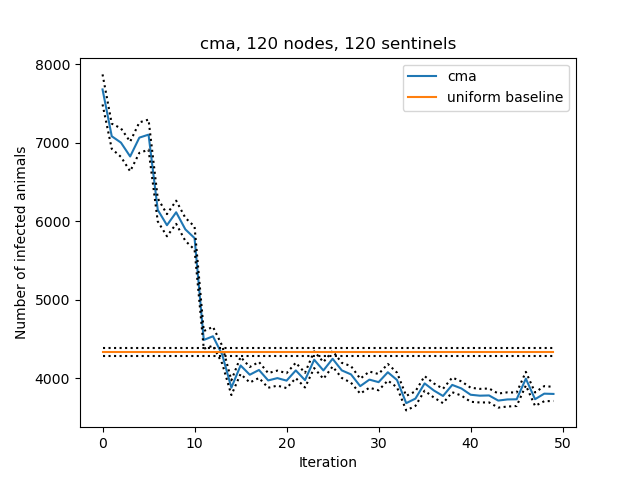 cma, 120 nodes, 120 sentinels
cma
uniform baseline
Number of infected animals
8000
7000
6000
5000
4000
0
10
20
30
40
50
Iteration